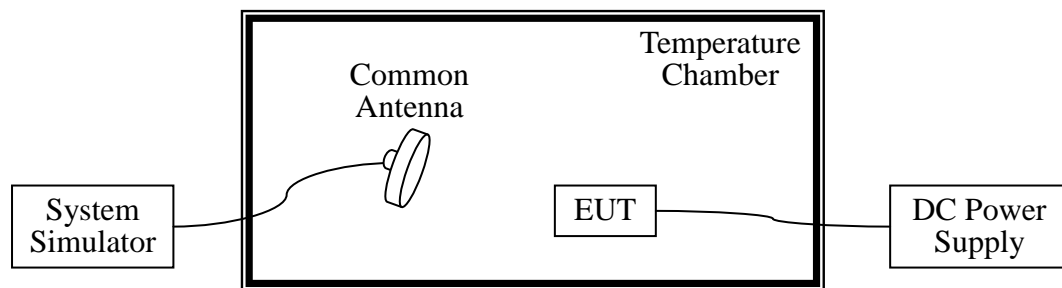 Temperature
Chamber
Common
Antenna
System
Simulator
EUT
DC Power
Supply